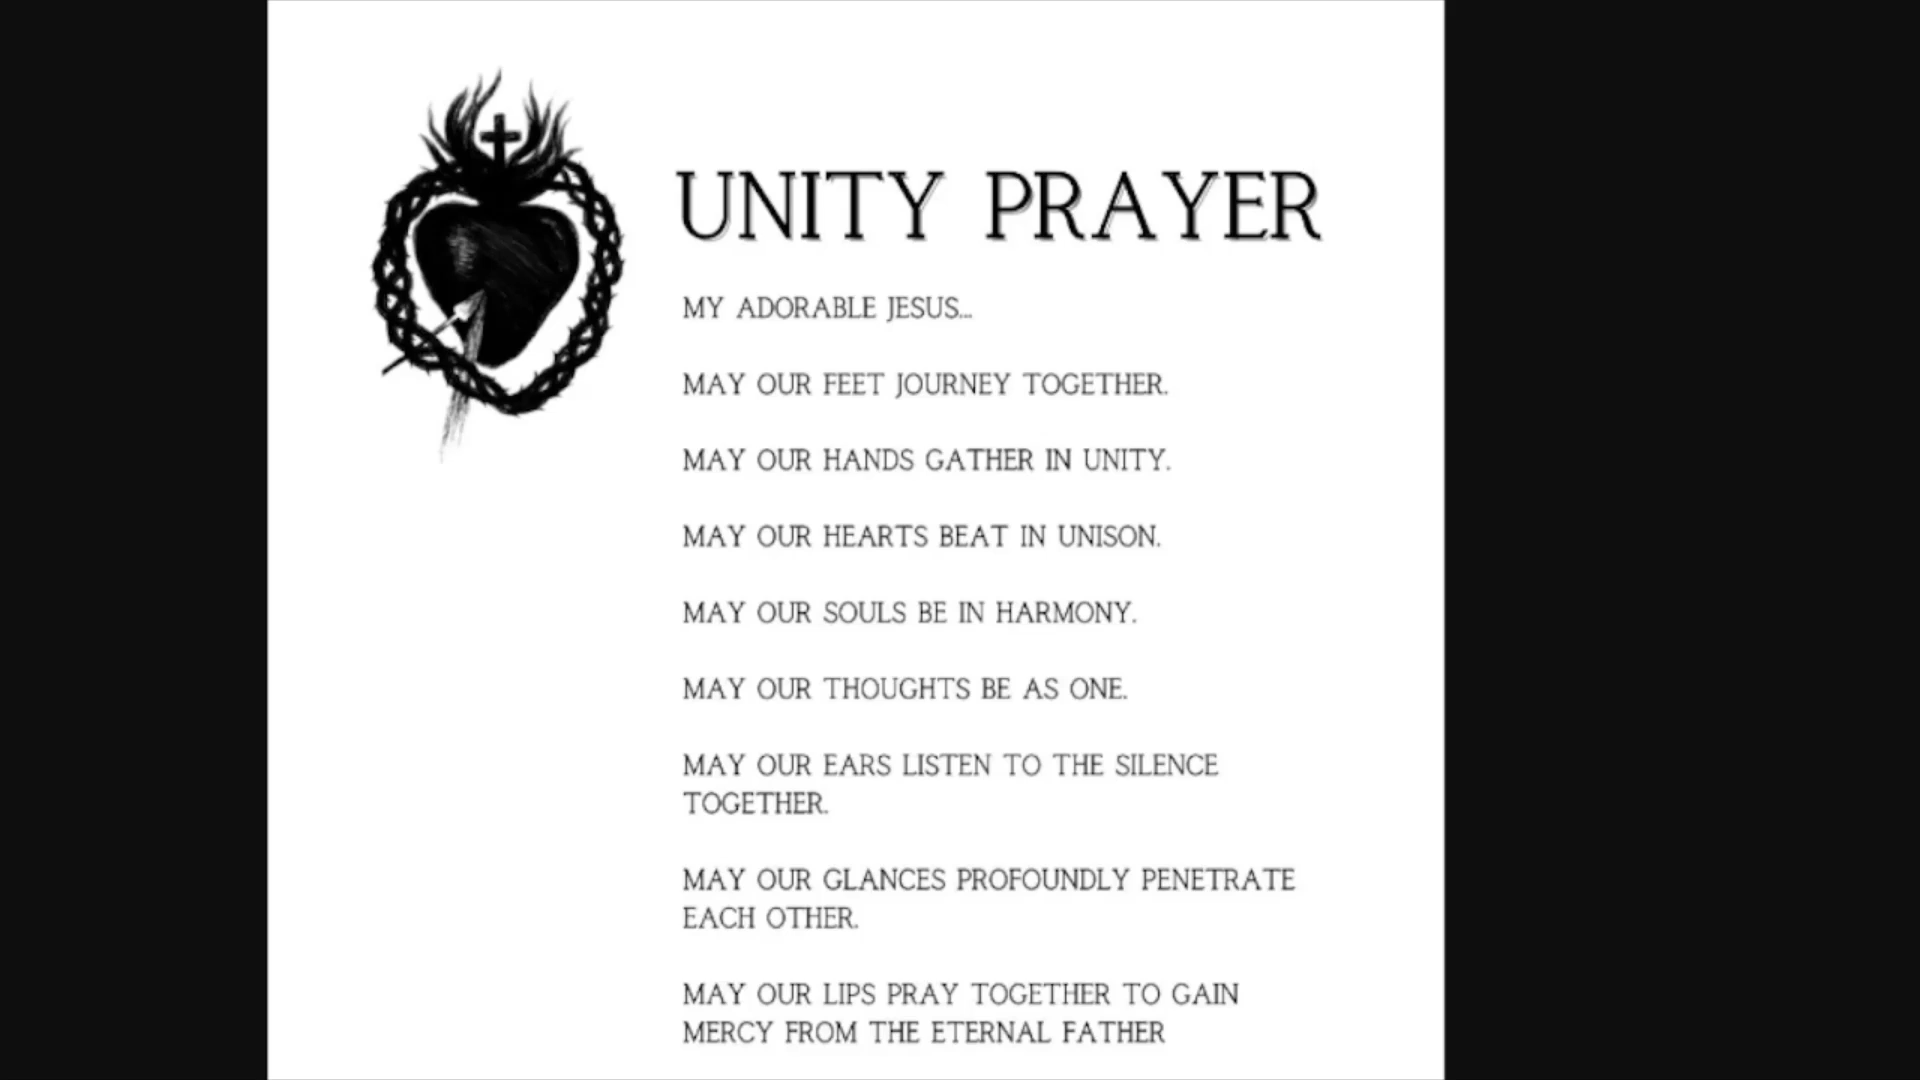 UNITY PRAYER
MY ADORABLE JESUS...
MAY OUR FEET JOURNEY TOGETHER.
MAY OUR HANDS GATHER IN UNITY.
MAY OUR HEARTS BEAT IN UNISON.
MAY OUR SOULS BE IN HARMONY.
MAY OUR THOUGHTS BE AS ONE.
MAY OUR EARS LISTEN TO THE SILENCE
TOGETHER.
MAY OUR GLANCES PROFOUNDLY PENETRATE
EACH OTHER.
MAY OUR LIPS PRAY TOGETHER TO GAIN
MERCY FROM THE ETERNAL FATHER